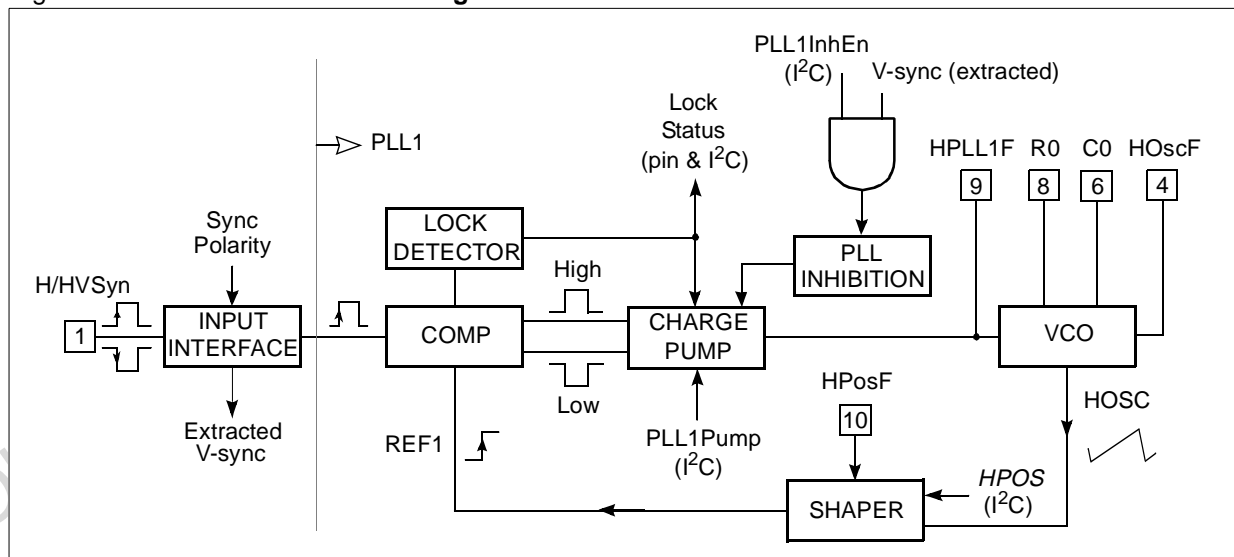 PLL1InhEn
(I²C)
V-sync (extracted)
Lock
Status
(pin & I²C)
PLL1
HPLL1F
R0
C0
HOscF
9
8
6
4
Sync
Polarity
LOCK
DETECTOR
PLL
INHIBITION
High
H/HVSyn
1
INPUT
INTERFACE
COMP
CHARGE
PUMP
VCO
Low
HPosF
10
HOSC
Extracted
V-sync
REF1
PLL1Pump
(I²C)
HPOS
(I²C)
SHAPER